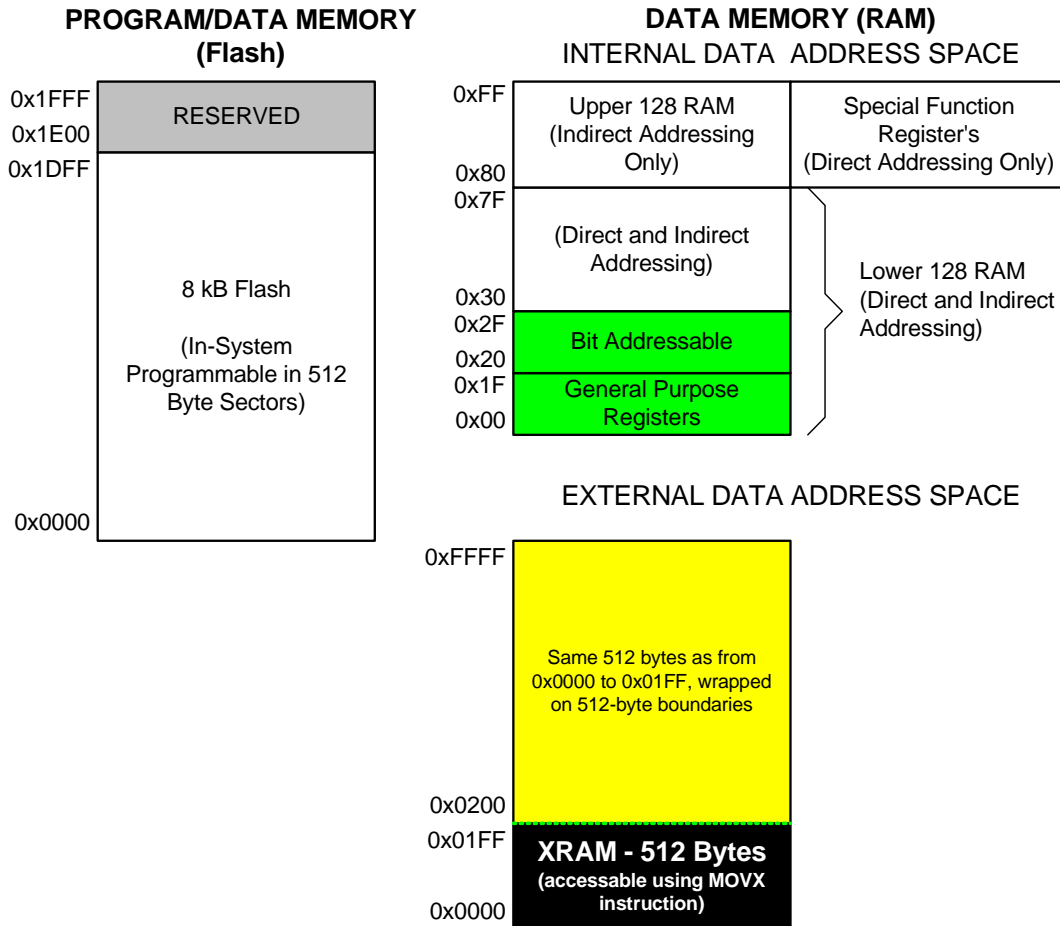 PROGRAM/DATA MEMORY
(Flash)
0x1FFF
RESERVED
0x1E00
0x1DFF
8 kB Flash
(In-System
Programmable in 512
Byte Sectors)
0x0000
DATA MEMORY (RAM)
INTERNAL DATA ADDRESS SPACE
0xFF
Upper 128 RAM
(Indirect Addressing
Only)
0x80
Special Function
Register's
(Direct Addressing Only)
0x7F
(Direct and Indirect
Addressing)
0x30
0x2F
Bit Addressable
0x20
0x1F
General Purpose
Registers
0x00
Lower 128 RAM
(Direct and Indirect
Addressing)
EXTERNAL DATA ADDRESS SPACE
0xFFFF
Same 512 bytes as from
0x0000 to 0x01FF, wrapped
on 512-byte boundaries
0x0200
0x01FF
XRAM - 512 Bytes
(accessable using MOVX
instruction)
0x0000